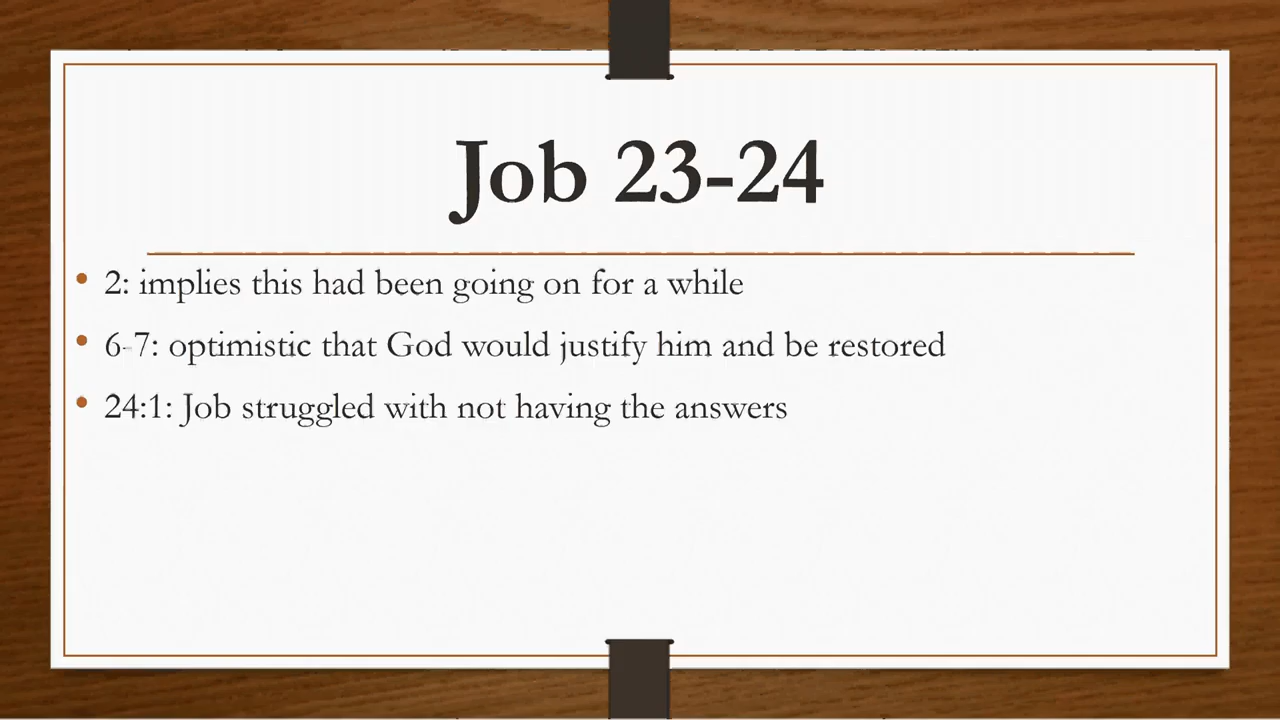 Job 23-24
• 2: implies this had been going on for a while
• 6-7: optimistic that God would justify him and be restored
• 24:1: Job struggled with not having the answers